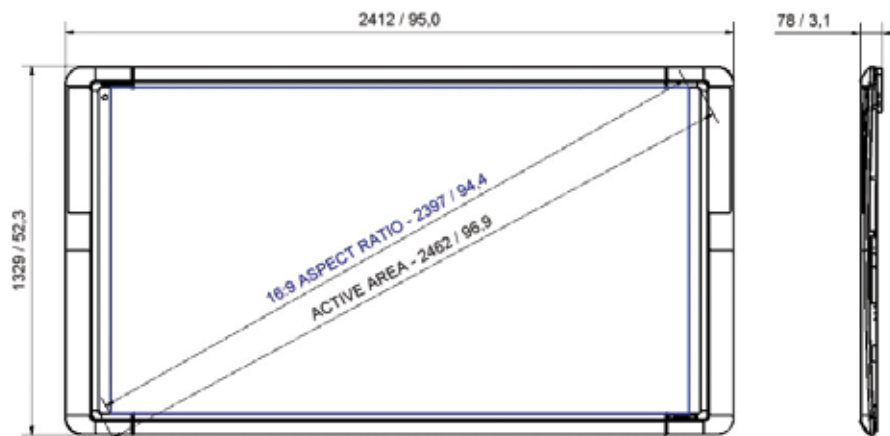 2412 / 95,0
78 / 3,1
1329 / 52,3
16:9 ASPECT RATIO - 2397 / 94,4
ACTIVE AREA - 2462 / 96,9